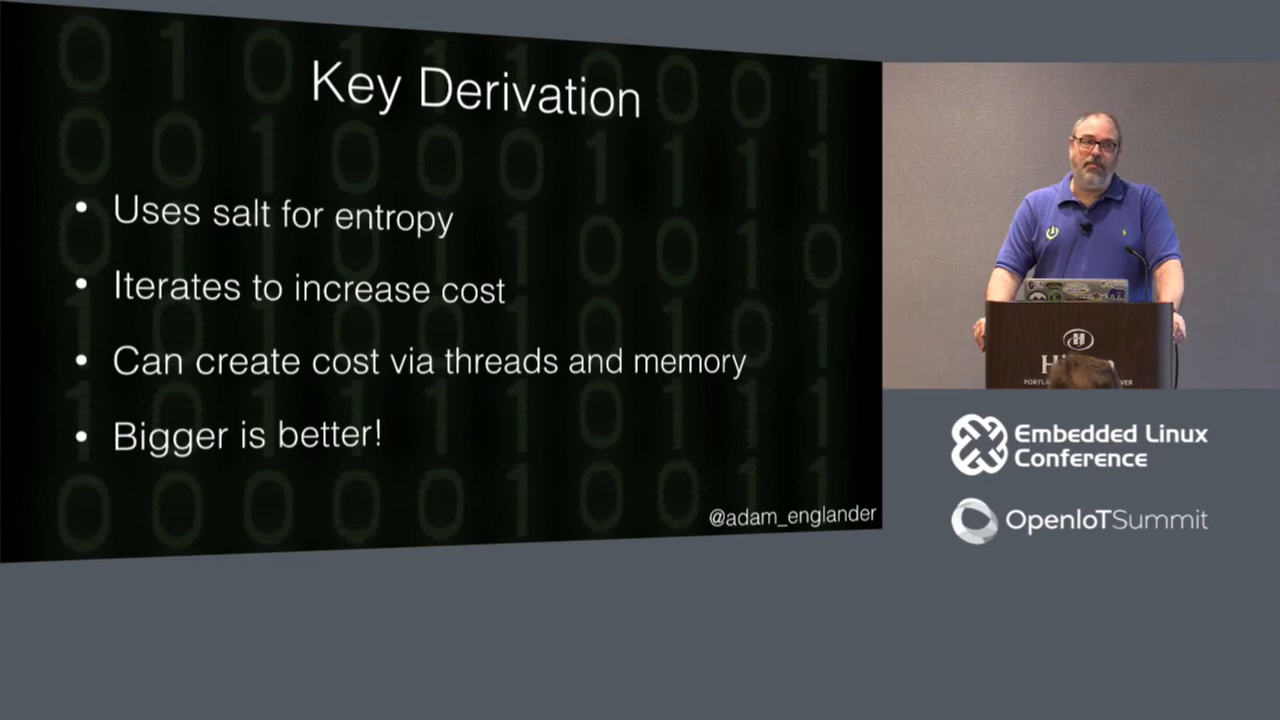 Key Derivation
• Uses salt for entropy
• Iterates to increase cost
• Can create cost via threads and memory
• Bigger is better!
@adam_englander
Embedded Linux
Conference
OpenIoTSummit